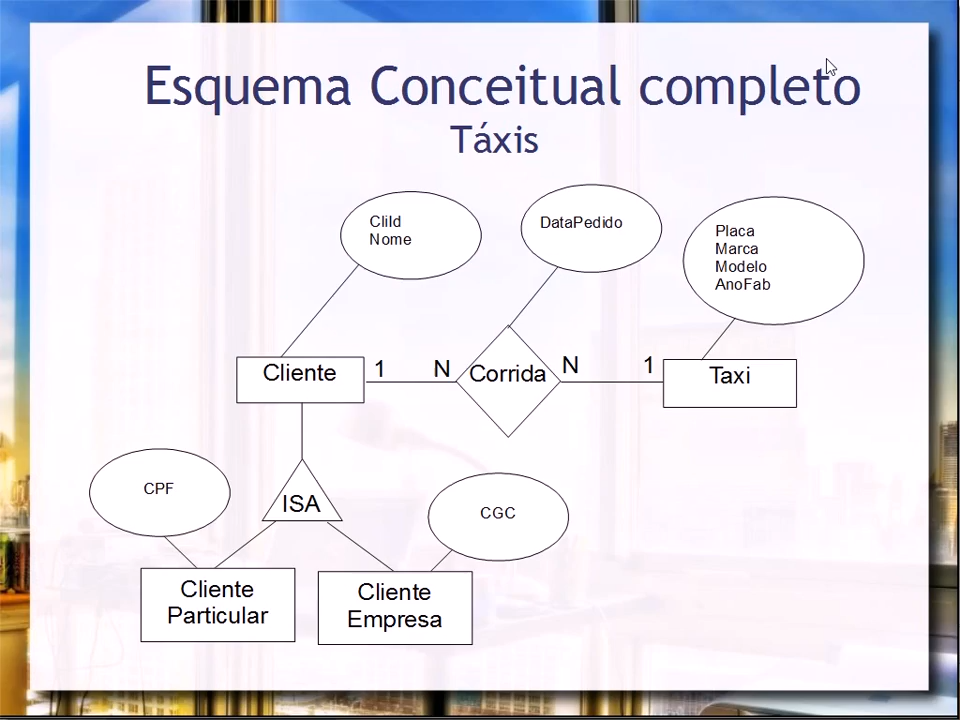 Esquema Conceitual completo
Táxis
CliId
Nome
DataPedido
Placa
Marca
Modelo
AnoFab
Cliente
1
N
Corrida
N
1
Taxi
CPF
ISA
CGC
Cliente
Particular
Cliente
Empresa